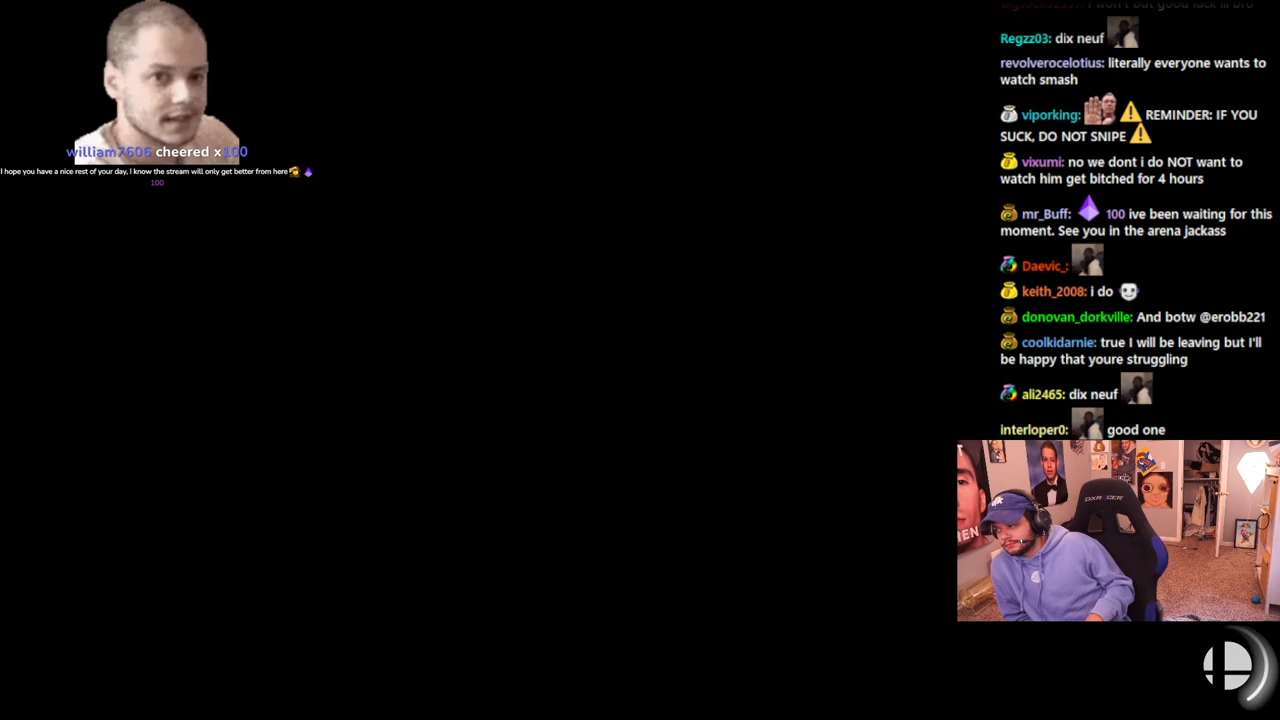 william7606 cheered x100
I hope you have a nice rest of your day, I know the stream will only get better from here
100
Regzz03: dix neuf
revolverocelotius: literally everyone wants to
watch smash
viporking: REMINDER: IF YOU
SUCK, DO NOT SNIPE
vixumi: no we dont i do NOT want to
watch him get bitched for 4 hours
mr_Buff: 100 ive been waiting for this
moment. See you in the arena jackass
Daevic_:
keith_2008: i do
donovan_dorkville: And botw @erobb221
coolkidarnie: true I will be leaving but I'll
be happy that youre struggling
ali2465: dix neuf
interloper0: good one
DXRACER